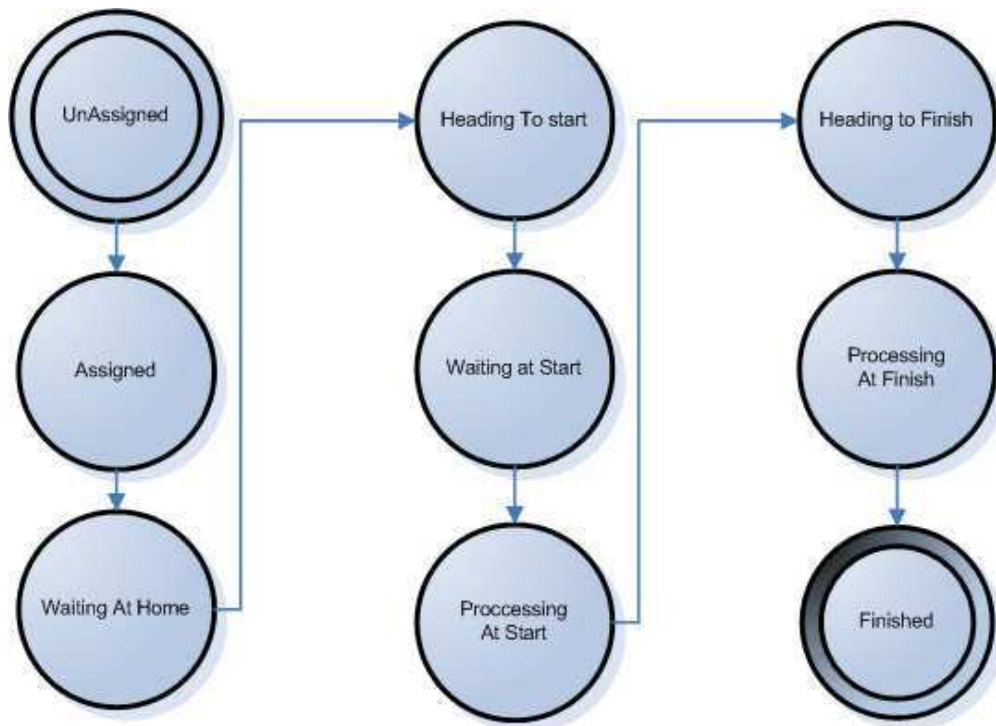 UnAssigned
Assigned
Waiting At Home
Heading To start
Waiting at Start
Proccessing
At Start
Heading to Finish
Processing
At Finish
Finished